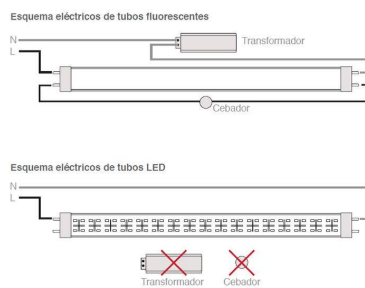 Esquema eléctricos de tubos fluorescentes
N
Transformador
L
Cebador
Esquema eléctricos de tubos LED
N
L
Transformador Cebador